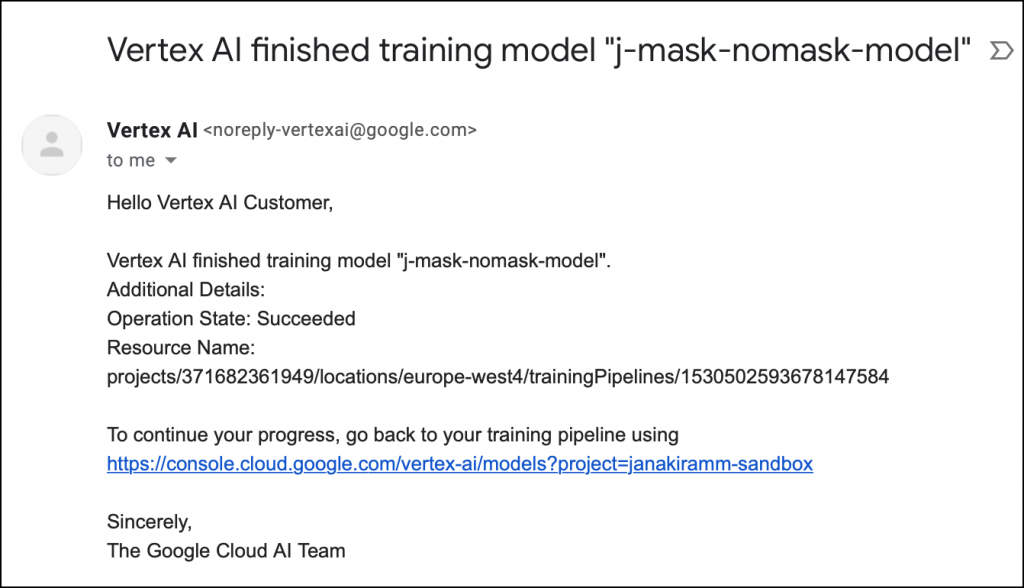 Vertex AI finished training model "j-mask-nomask-model"
Vertex AI <noreply-vertexai@google.com>
to me
Hello Vertex AI Customer,
Vertex AI finished training model "j-mask-nomask-model".
Additional Details:
Operation State: Succeeded
Resource Name:
projects/371682361949/locations/europe-west4/trainingPipelines/1530502593678147584
To continue your progress, go back to your training pipeline using
https://console.cloud.google.com/vertex-ai/models?project=janakiramm-sandbox
Sincerely,
The Google Cloud AI Team